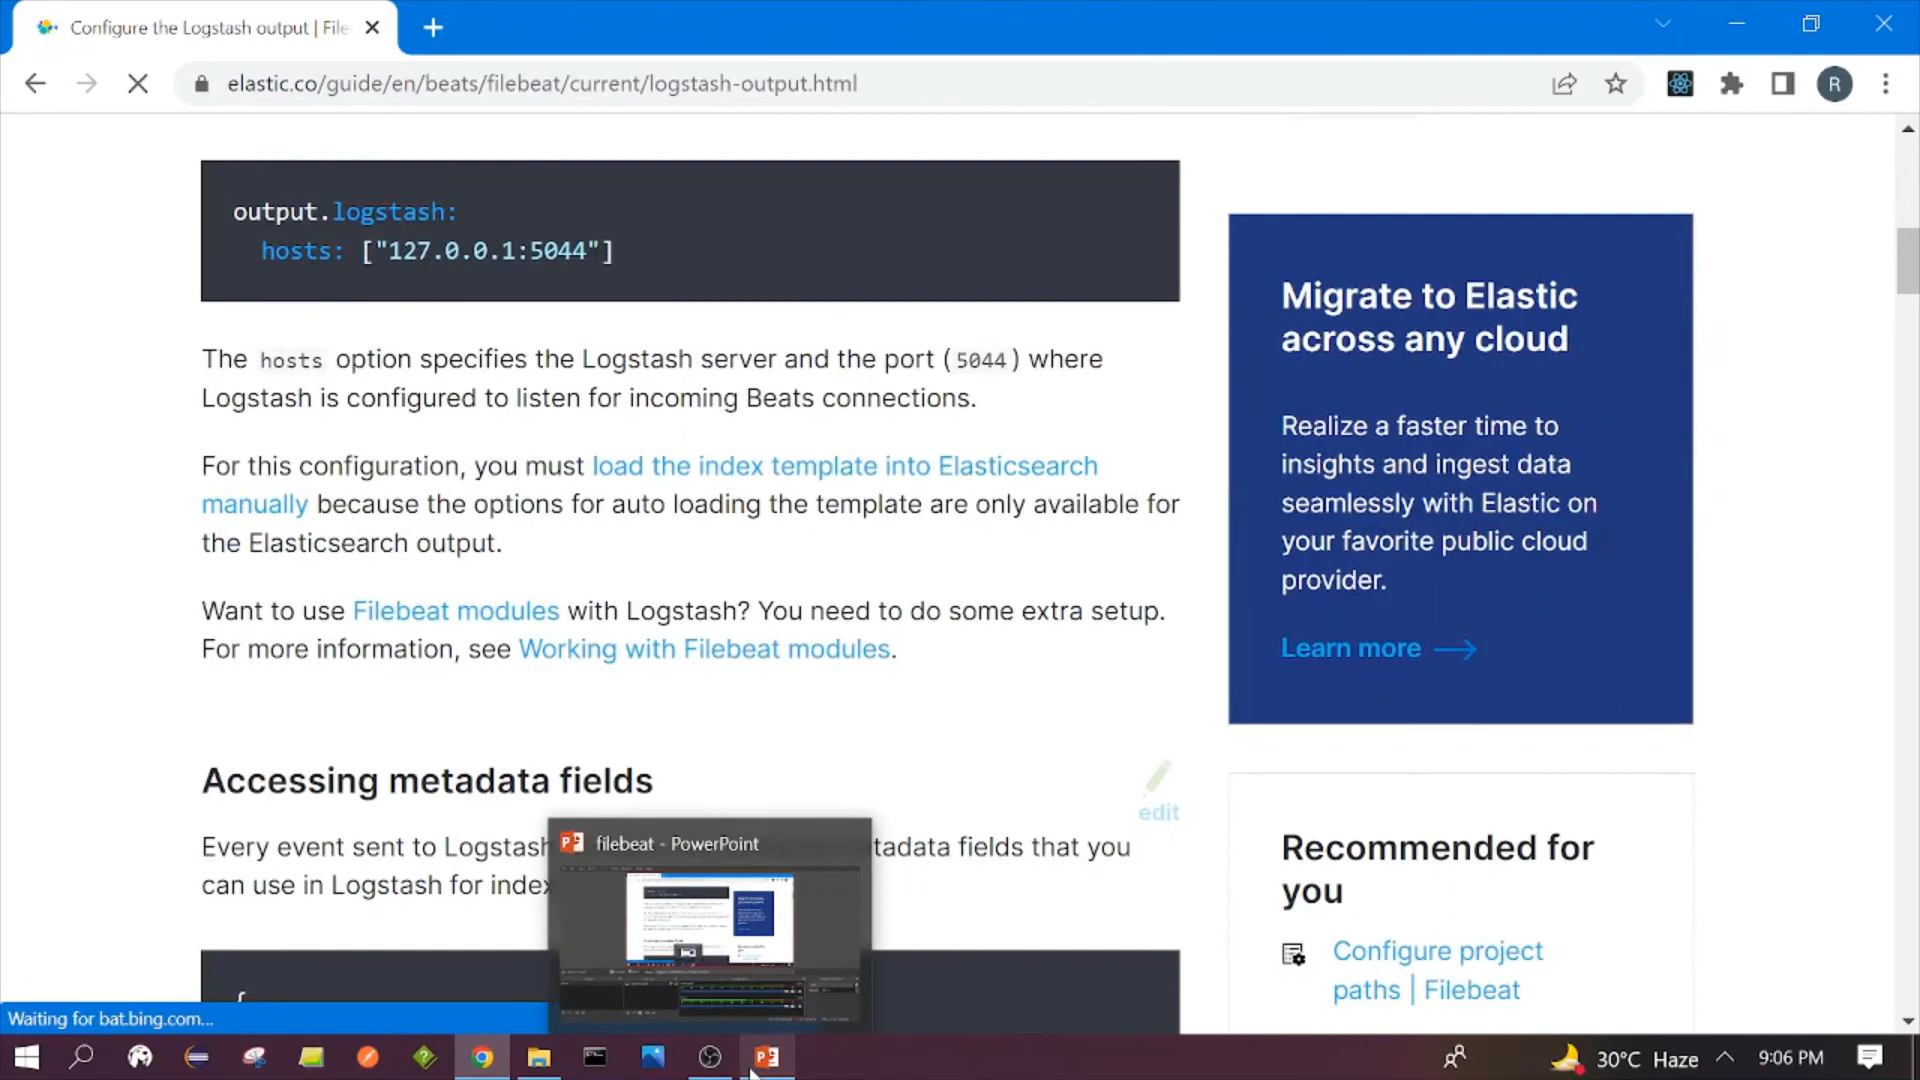 Configure the Logstash output | File
elastic.co/guide/en/beats/filebeat/current/logstash-output.html
R
output.logstash:
hosts: ["127.0.0.1:5044"]
The hosts option specifies the Logstash server and the port (5044) where
Logstash is configured to listen for incoming Beats connections.
For this configuration, you must load the index template into Elasticsearch
manually because the options for auto loading the template are only available for
the Elasticsearch output.
Want to use Filebeat modules with Logstash? You need to do some extra setup.
For more information, see Working with Filebeat modules.
Migrate to Elastic
across any cloud
Realize a faster time to
insights and ingest data
seamlessly with Elastic on
your favorite public cloud
provider.
Learn more
Accessing metadata fields
edit
Every event sent to Logstash tadata fields that you
can use in Logstash for index
{
filebeat - PowerPoint
Recommended for
you
Configure project
paths | Filebeat
Waiting for bat.bing.com...
30°C Haze
9:06 PM